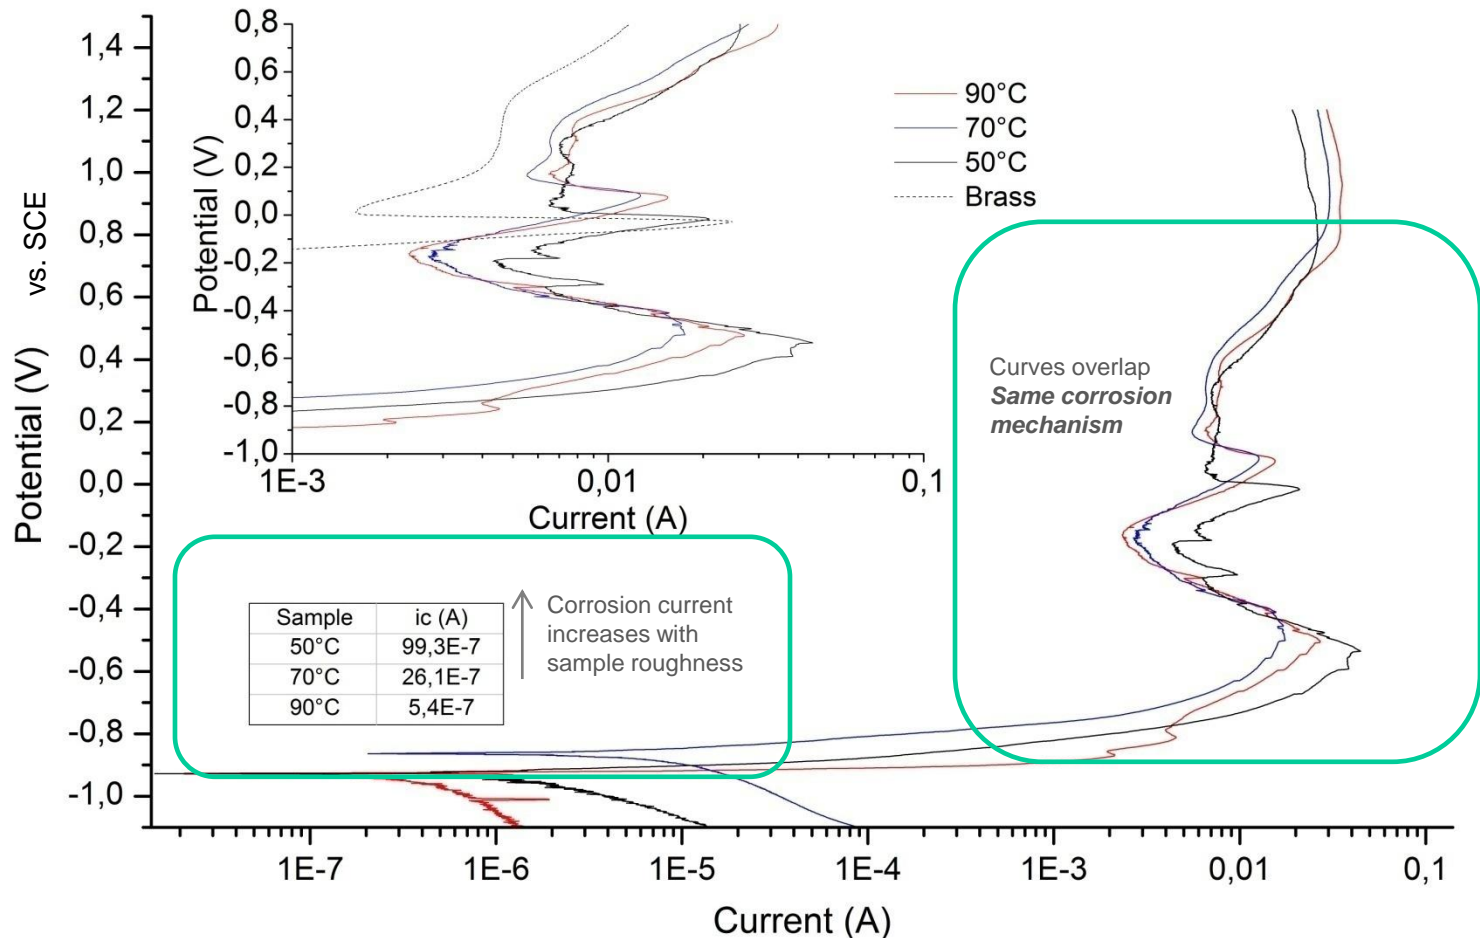 1,4
1,2
1,0
0,8
0,6
0,4
0,2
0,0
-0,2
-0,4
-0,6
-0,8
-1,0
Potential (V) vs. SCE
0,8
0,6
0,4
0,2
0,0
-0,2
-0,4
-0,6
-0,8
-1,0
Potential (V)
1E-3 0,01 0,1
Current (A)
90°C
70°C
50°C
Brass
Curves overlap
Same corrosion
mechanism
Sample ic (A)
50°C 99,3E-7
70°C 26,1E-7
90°C 5,4E-7
Corrosion current
increases with
sample roughness
1E-7 1E-6 1E-5 1E-4 1E-3 0,01 0,1
Current (A)